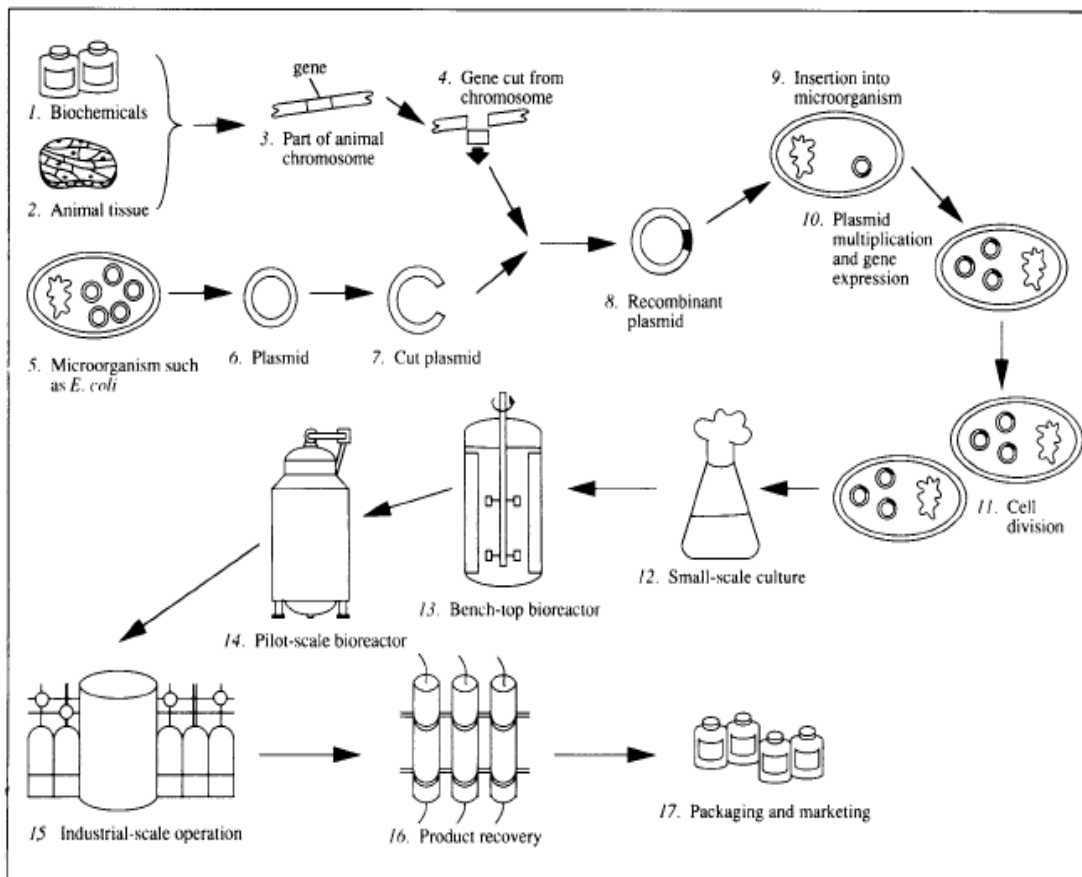 1. Biochemicals
2. Animal tissue
gene
3. Part of animal
chromosome
4. Gene cut from
chromosome
5. Microorganism such
as E. coli
6. Plasmid
7. Cut plasmid
8. Recombinant
plasmid
9. Insertion into
microorganism
10. Plasmid
multiplication
and gene
expression
11. Cell
division
12. Small-scale culture
13. Bench-top bioreactor
14. Pilot-scale bioreactor
15 Industrial-scale operation
16. Product recovery
17. Packaging and marketing